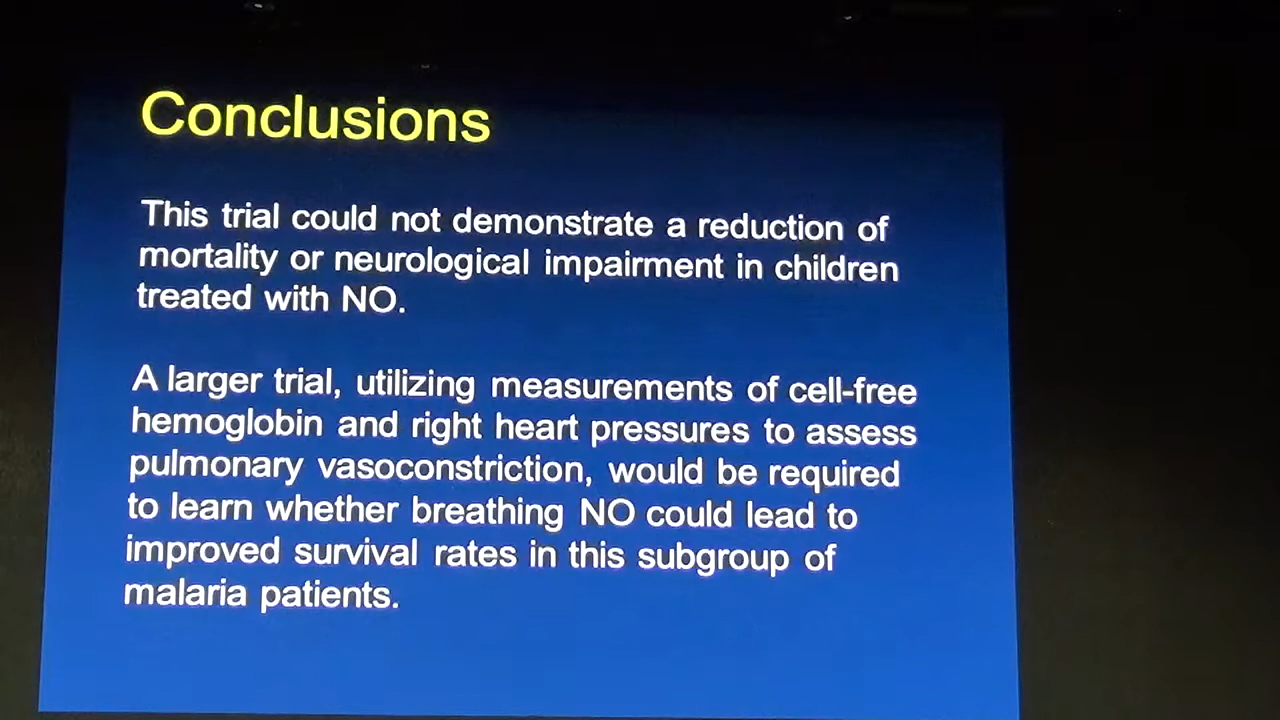 Conclusions
This trial could not demonstrate a reduction of
mortality or neurological impairment in children
treated with NO.
A larger trial, utilizing measurements of cell-free
hemoglobin and right heart pressures to assess
pulmonary vasoconstriction, would be required
to learn whether breathing NO could lead to
improved survival rates in this subgroup of
malaria patients.